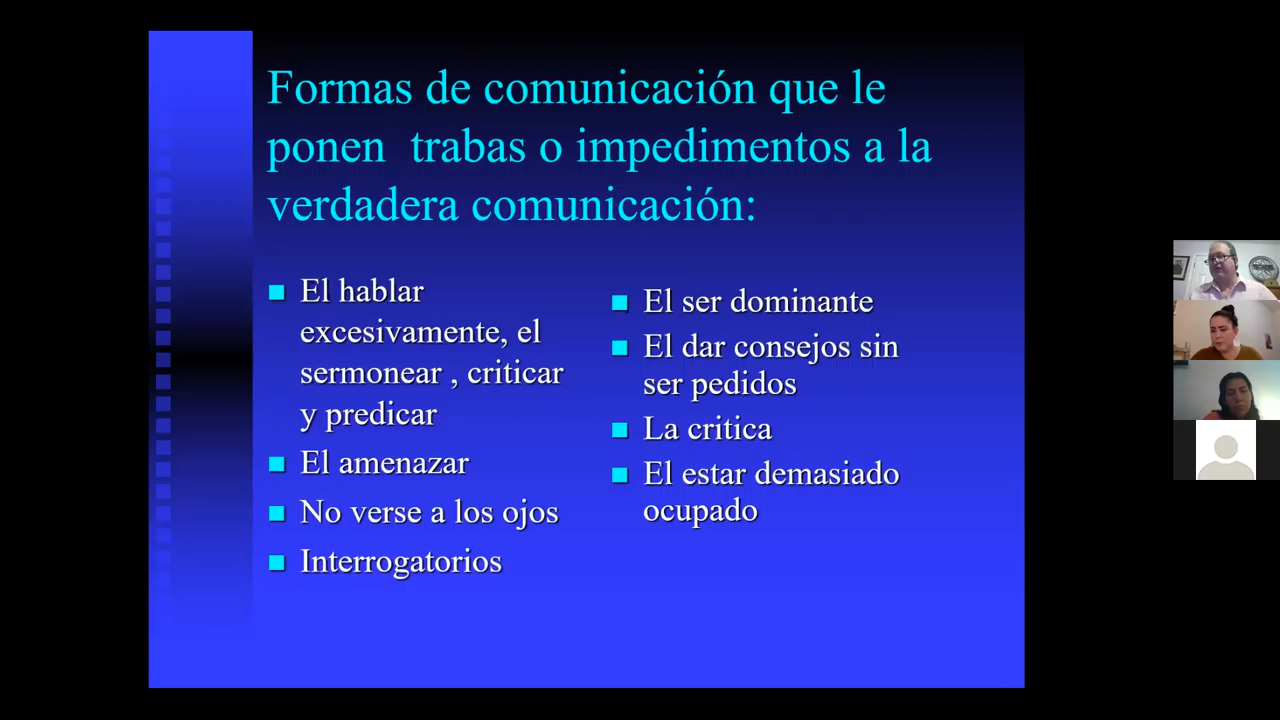 Formas de comunicación que le
ponen trabas o impedimentos a la
verdadera comunicación:
El hablar
excesivamente, el
sermonear , criticar
y predicar
El amenazar
No verse a los ojos
Interrogatorios
El ser dominante
El dar consejos sin
ser pedidos
La critica
El estar demasiado
ocupado